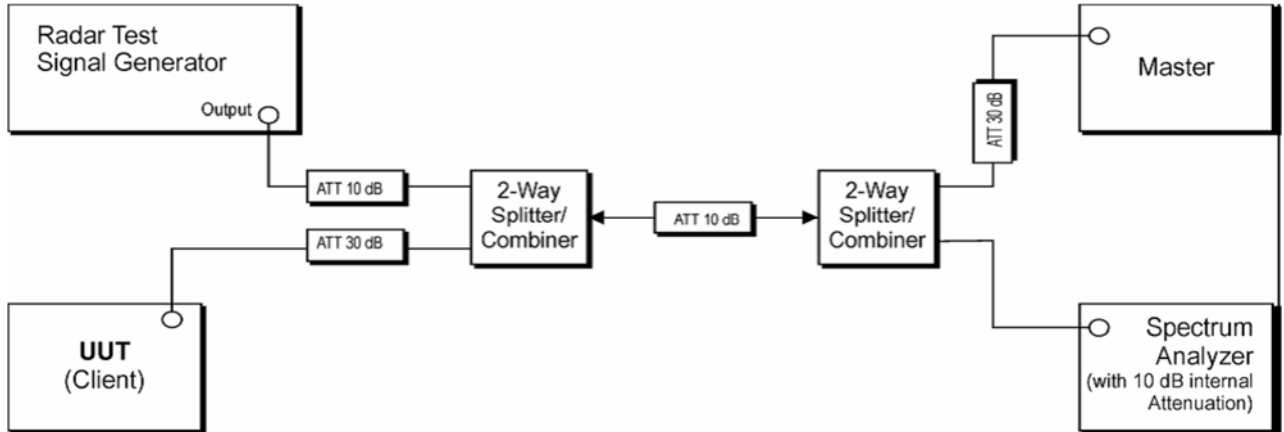 Radar Test
Signal Generator
Output
ATT 10 dB
2-Way
Splitter/
Combiner
ATT 30 dB
ATT 10 dB
2-Way
Splitter/
Combiner
ATT 30 dB
Master
UUT
(Client)
Spectrum
Analyzer
(with 10 dB internal
Attenuation)